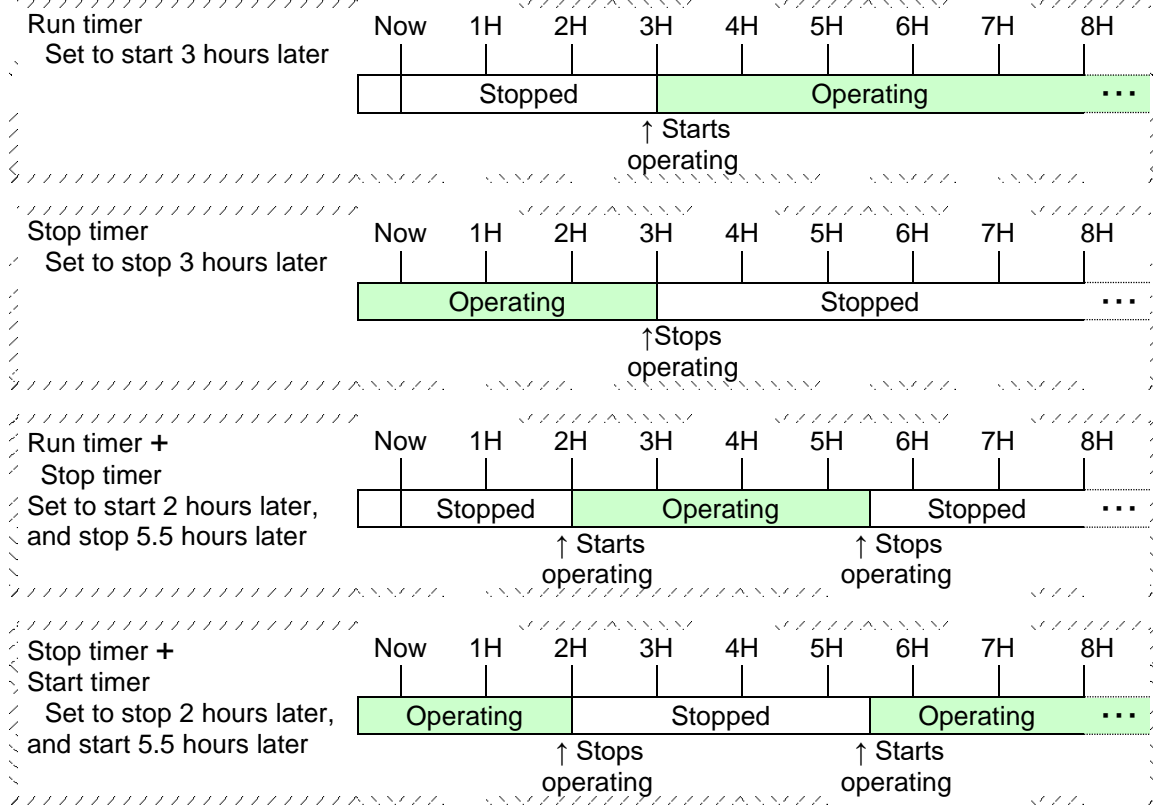 Run timer
Set to start 3 hours later
Now 1H 2H 3H 4H 5H 6H 7H 8H
Stopped Operating ···
↑ Starts
operating
Stop timer
Set to stop 3 hours later
Now 1H 2H 3H 4H 5H 6H 7H 8H
Operating Stopped ···
↑Stops
operating
Run timer +
Stop timer
Set to start 2 hours later,
and stop 5.5 hours later
Now 1H 2H 3H 4H 5H 6H 7H 8H
Stopped Operating Stopped ···
↑ Starts ↑ Stops
operating operating
Stop timer +
Start timer
Set to stop 2 hours later,
and start 5.5 hours later
Now 1H 2H 3H 4H 5H 6H 7H 8H
Operating Stopped Operating ···
↑ Stops ↑ Starts
operating operating